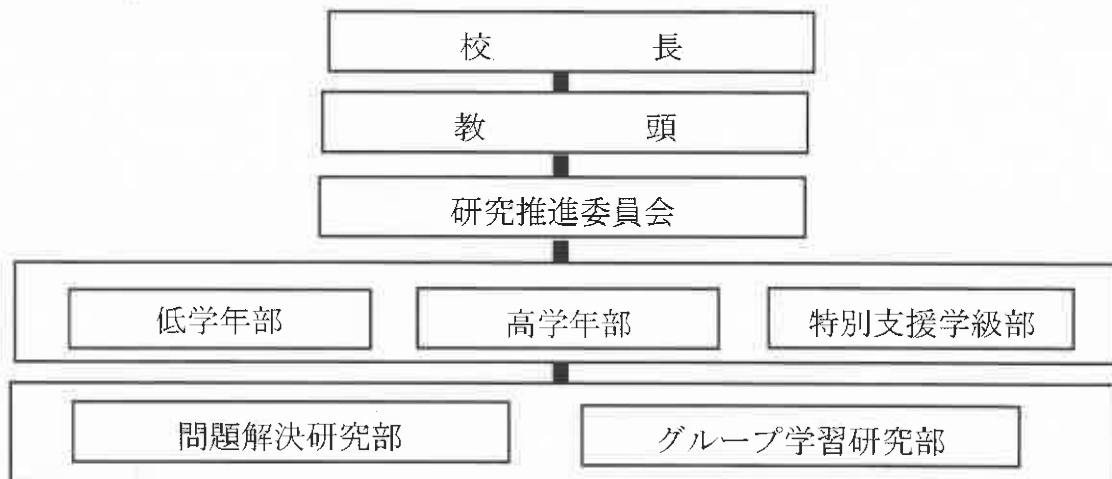 校　　　　長
教　　　　頭
研究推進委員会
低学年部　高学年部　特別支援学級部
問題解決研究部　グループ学習研究部